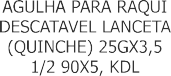 AGULHA PARA RAQUI
DESCATAVEL LANCETA
(QUINCHE) 25GX3,5
1/2 90X5, KDL